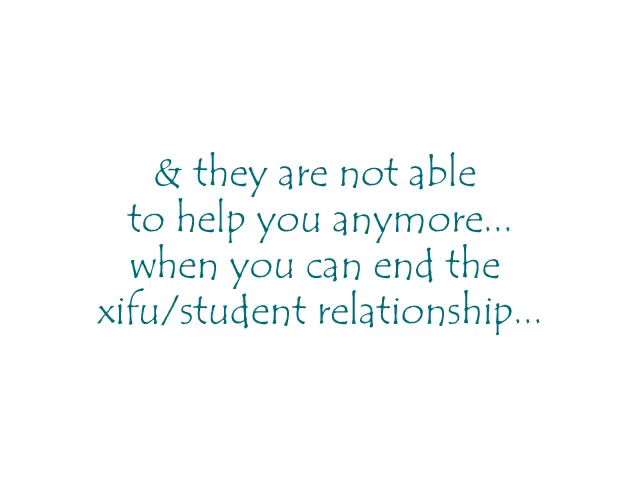 & they are not able
to help you anymore...
when you can end the
xifu/student relationship...